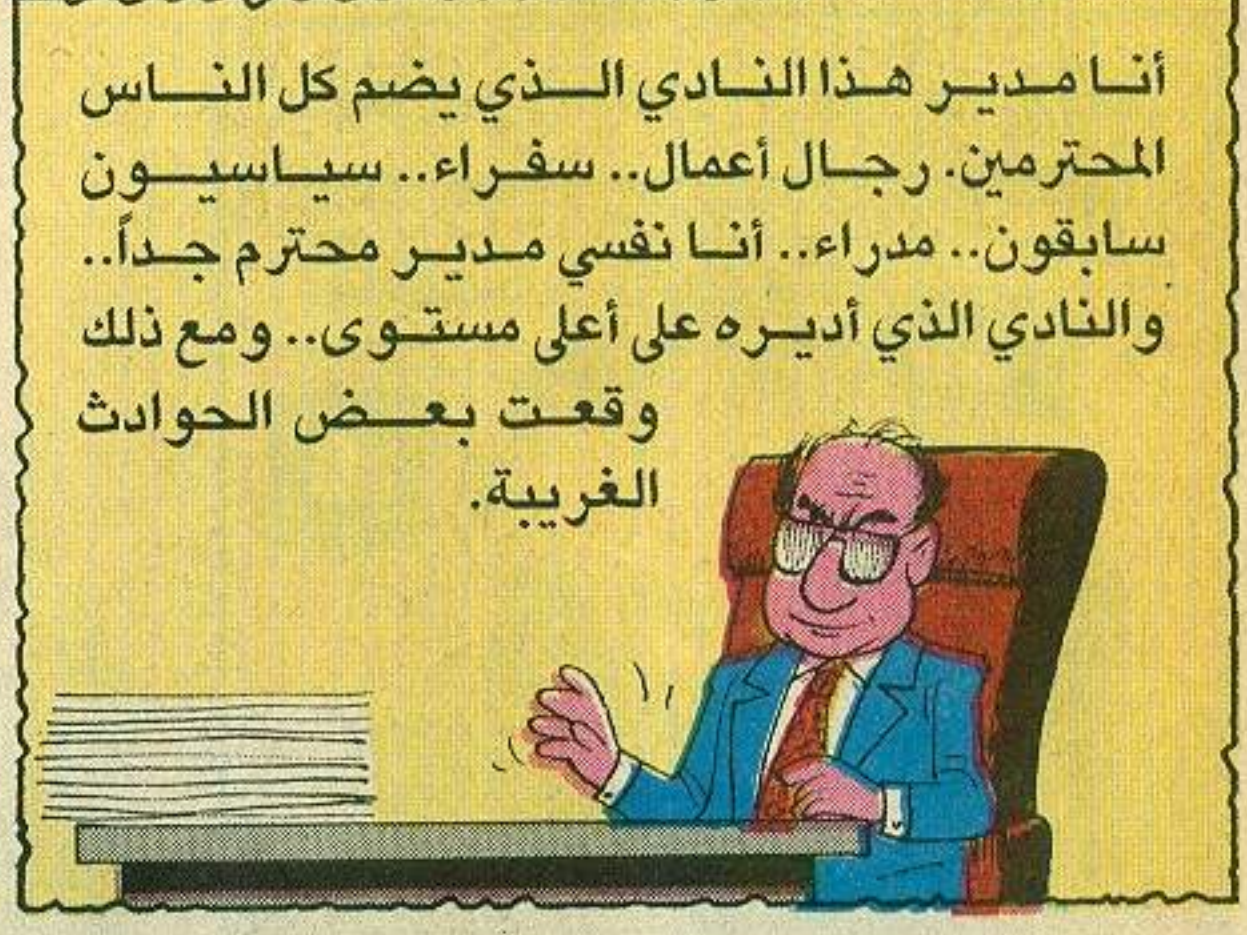 أنا مدير هذا النادي الذي يضم كل الناس
المحترمين. رجال أعمال.. سفراء.. سياسيون
سابقون.. مدراء.. أنا نفسي مدير محترم جداً..
والنادي الذي أديره على أعلى مستوى.. ومع ذلك
وقعت بعض الحوادث
الغريبة.